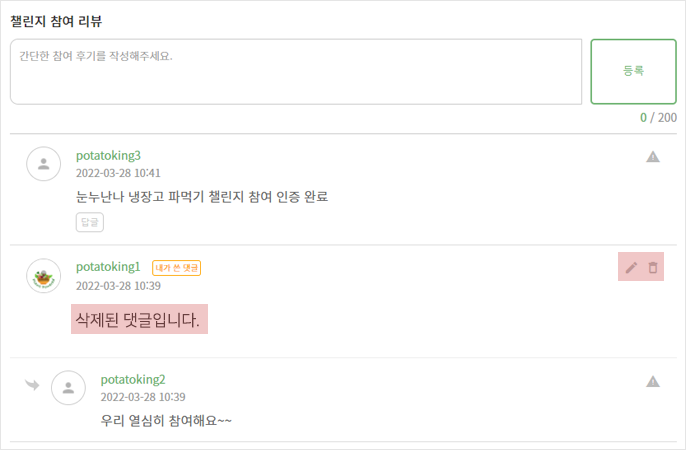 챌린지 참여 리뷰
간단한 참여 후기를 작성해주세요.
등록
0 / 200
potatoking3
2022-03-28 10:41
눈누난나 냉장고 파먹기 챌린지 참여 인증 완료
답글
potatoking1 내가 쓴 댓글
2022-03-28 10:39
삭제된 댓글입니다.
potatoking2
2022-03-28 10:39
우리 열심히 참여해요~~